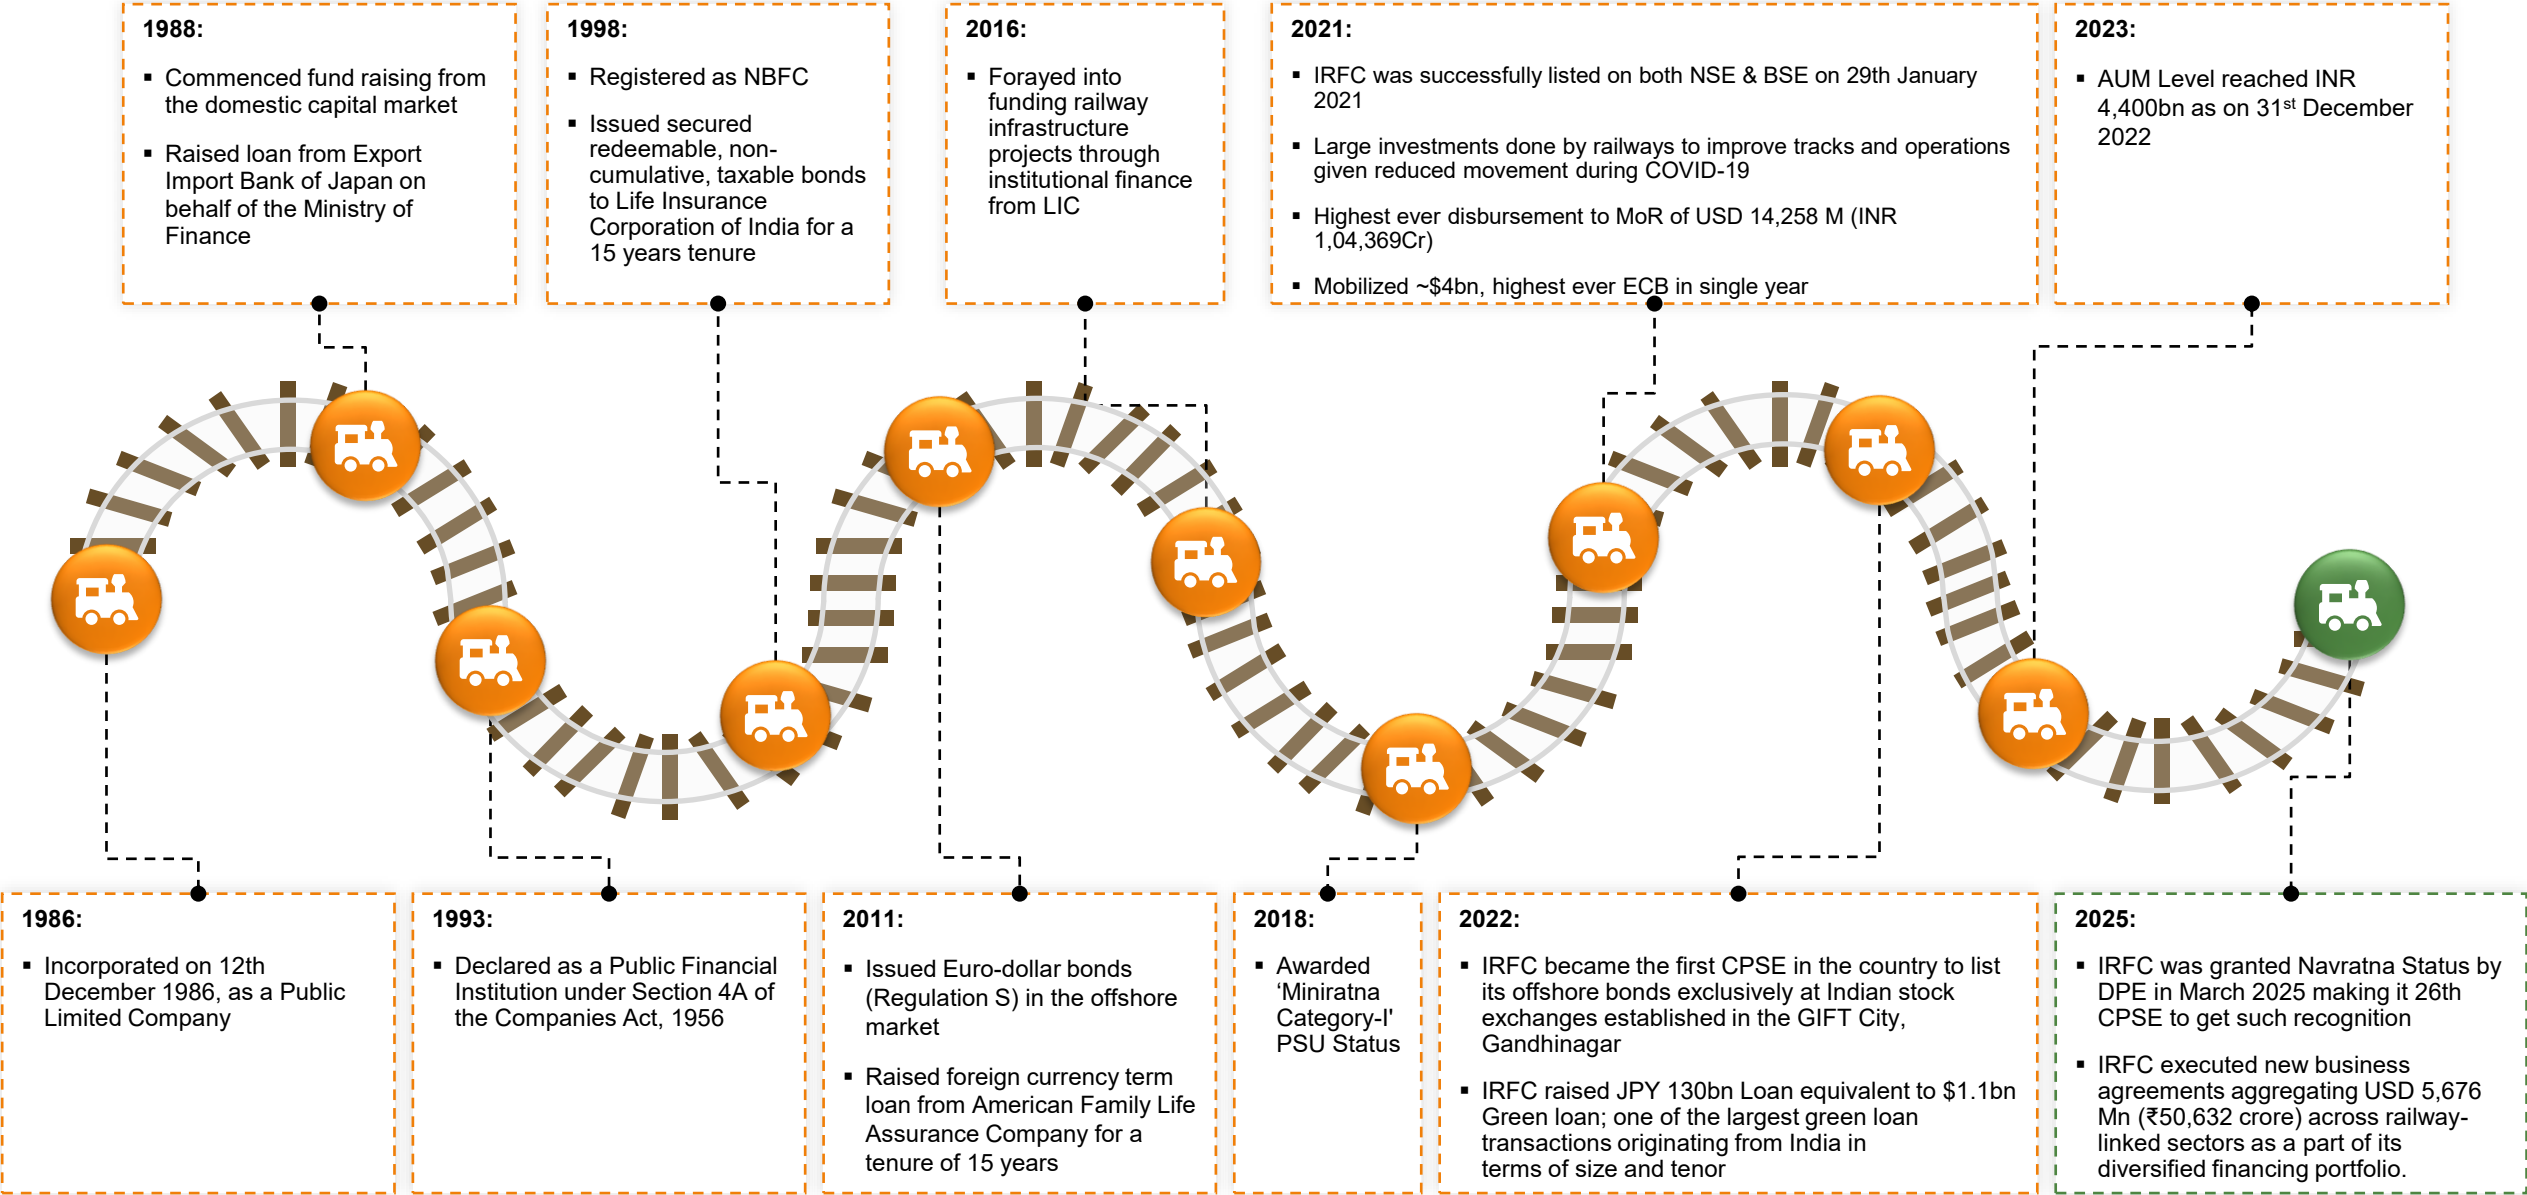 1988:
▪ Commenced fund raising from
the domestic capital market
▪ Raised loan from Export
Import Bank of Japan on
behalf of the Ministry of
Finance
1998:
▪ Registered as NBFC
▪ Issued secured
redeemable, non-
cumulative, taxable bonds
to Life Insurance
Corporation of India for a
15 years tenure
2016:
▪ Forayed into
funding railway
infrastructure
projects through
institutional finance
from LIC
2021:
▪ IRFC was successfully listed on both NSE & BSE on 29th January
2021
▪ Large investments done by railways to improve tracks and operations
given reduced movement during COVID-19
▪ Highest ever disbursement to MoR of USD 14,258 M (INR
1,04,369Cr)
▪ Mobilized ~$4bn, highest ever ECB in single year
2023:
▪ AUM Level reached INR
4,400bn as on 31st December
2022
1986:
▪ Incorporated on 12th
December 1986, as a Public
Limited Company
1993:
▪ Declared as a Public Financial
Institution under Section 4A of
the Companies Act, 1956
2011:
▪ Issued Euro-dollar bonds
(Regulation S) in the offshore
market
▪ Raised foreign currency term
loan from American Family Life
Assurance Company for a
tenure of 15 years
2018:
▪ Awarded
‘Miniratna
Category-I'
PSU Status
2022:
▪ IRFC became the first CPSE in the country to list
its offshore bonds exclusively at Indian stock
exchanges established in the GIFT City,
Gandhinagar
▪ IRFC raised JPY 130bn Loan equivalent to $1.1bn
Green loan; one of the largest green loan
transactions originating from India in
terms of size and tenor
2025:
▪ IRFC was granted Navratna Status by
DPE in March 2025 making it 26th
CPSE to get such recognition
▪ IRFC executed new business
agreements aggregating USD 5,676
Mn (₹50,632 crore) across railway-
linked sectors as a part of its
diversified financing portfolio.